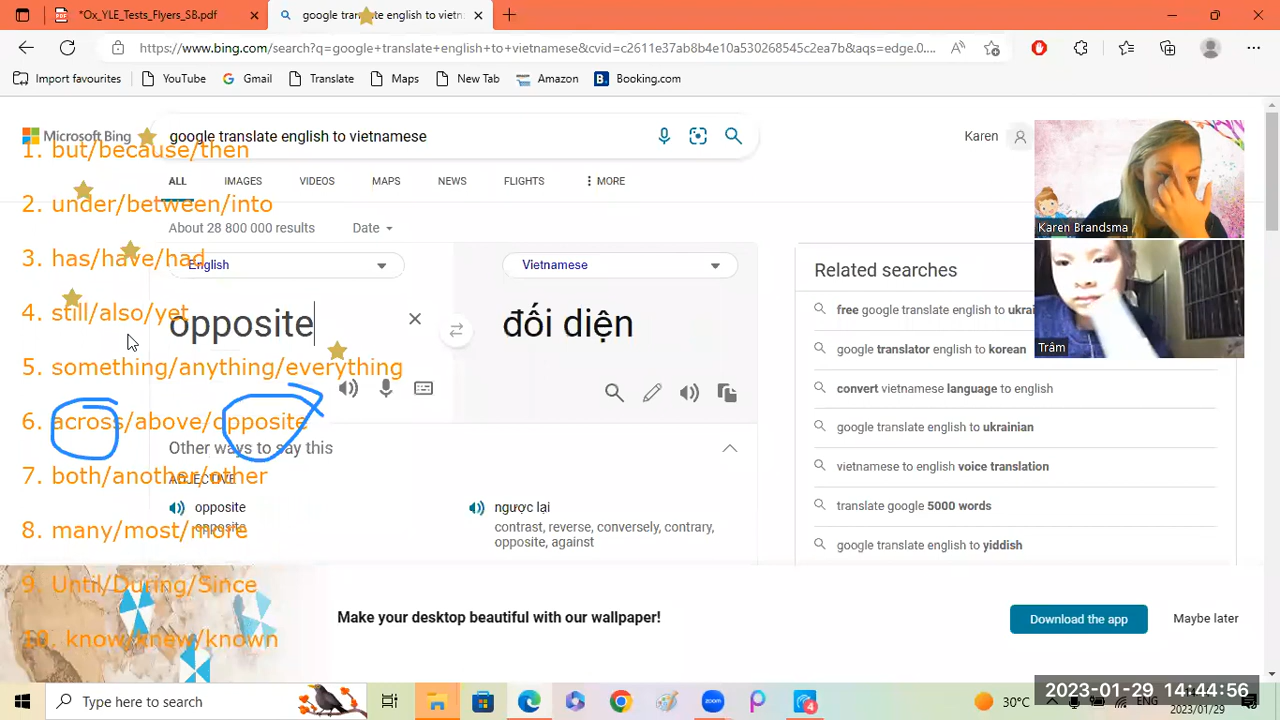 *Ox_YLE_Tests_Flyers_SB.pdf
google translate english to vietn
https://www.bing.com/search?q=google+translate+english+to+vietnamese&cvid=c2611e37ab8b4e10a530268545c2ea7b&aqs=edge.0....
Import favourites
YouTube
Gmail
Translate
Maps
New Tab
Amazon
Booking.com
Microsoft Bing
google translate english to vietnamese
Karen
ALL
IMAGES
VIDEOS
MAPS
NEWS
FLIGHTS
MORE
About 28 800 000 results
Date
English
Vietnamese
opposite
đối diện
Other ways to say this
ADJECTIVE
opposite
opposite
ngược lại
contrast, reverse, conversely, contrary,
opposite, against
1. but/because/then
2. under/between/into
3. has/have/had
4. still/also/yet
5. something/anything/everything
6. across/above/opposite
7. both/another/other
8. many/most/more
9. Until/During/Since
10. know/knew/known
Related searches
free google translate english to ukrai
google translator english to korean
convert vietnamese language to english
google translate english to ukrainian
vietnamese to english voice translation
translate google 5000 words
google translate english to yiddish
Karen Brandsma
Trâm
Make your desktop beautiful with our wallpaper!
Download the app
Maybe later
Type here to search
zoom
4
30°C
ENG
2023-01-29 14:44:56
2023/01/29